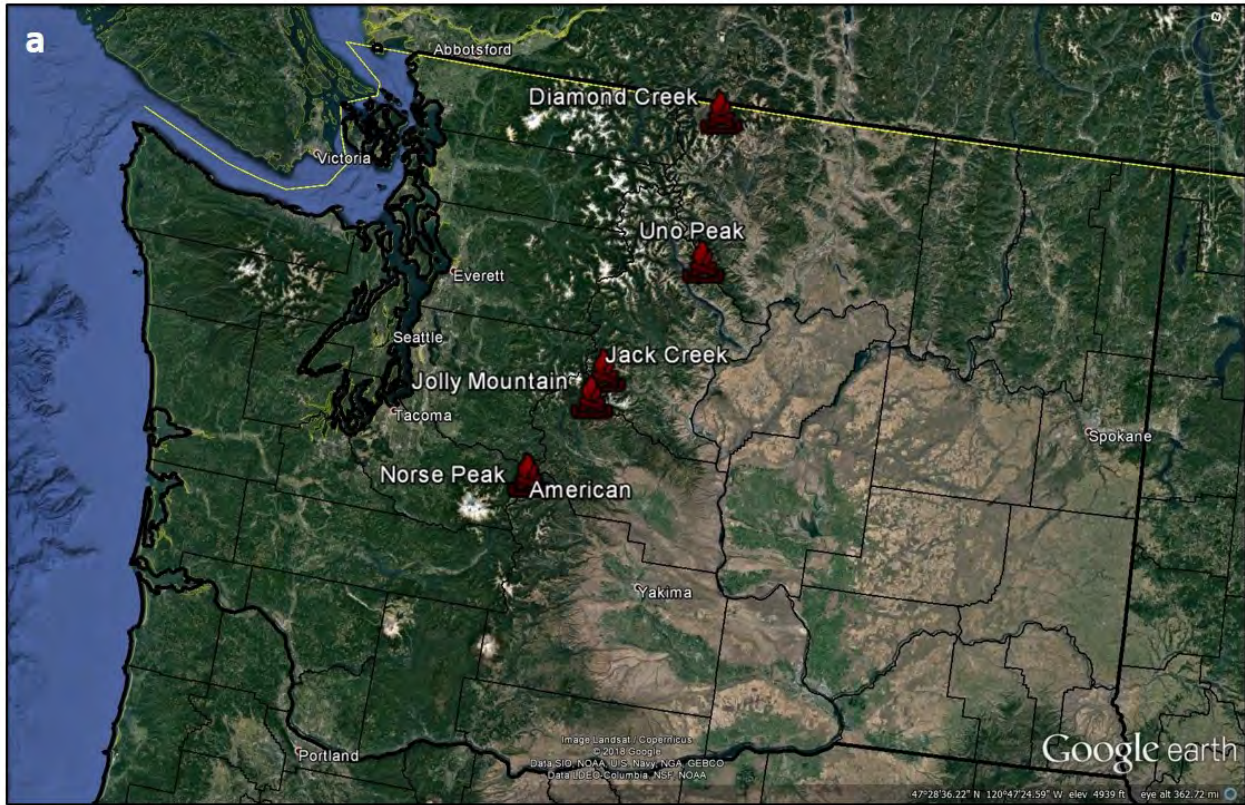 a
Abbotsford
Diamond Creek
Victoria
Uno Peak
Everett
Seattle
Jack Creek
Jolly Mountain
Tacoma
Spokane
Norse Peak
American
Yakima
Portland
Image Landsat / Copernicus
© 2018 Google
Data SIO, NOAA, U.S. Navy, NGA, GEBCO
Data LDEO-Columbia, NSF, NOAA
Google earth
47°28'36.22" N 120°47'24.59" W elev 4939 ft eye alt 362.72 mi